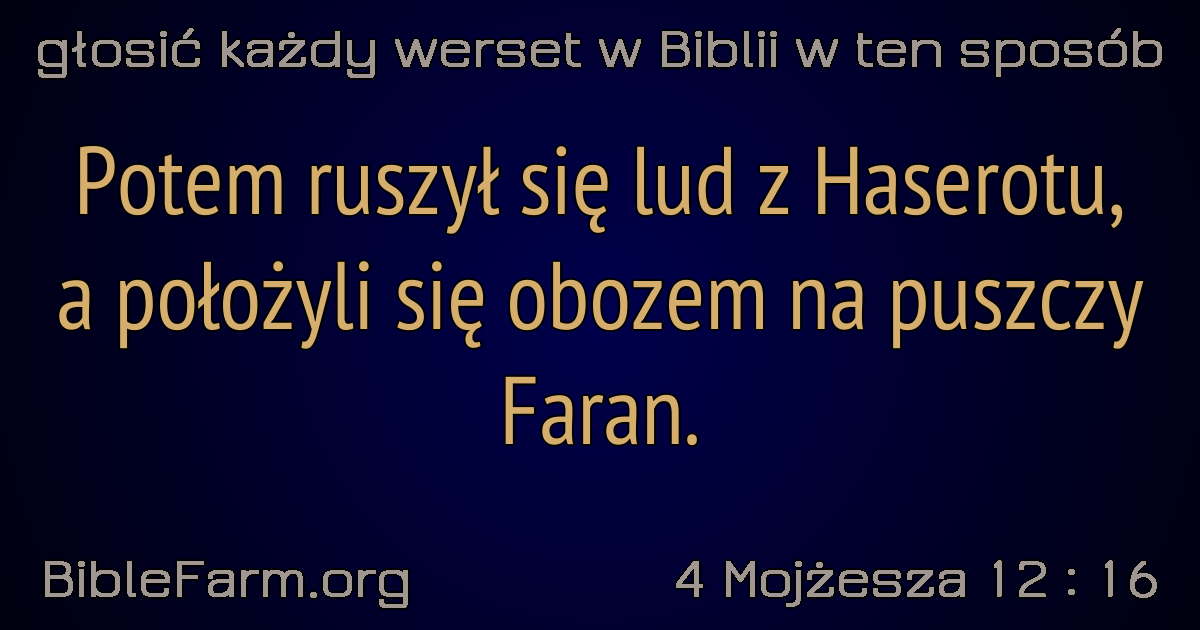 głosić każdy werset w Biblii w ten sposób
Potem ruszył się lud z Haserotu,
a położyli się obozem na puszczy
Faran.
BibleFarm.org
4 Mojżesza 12 : 16